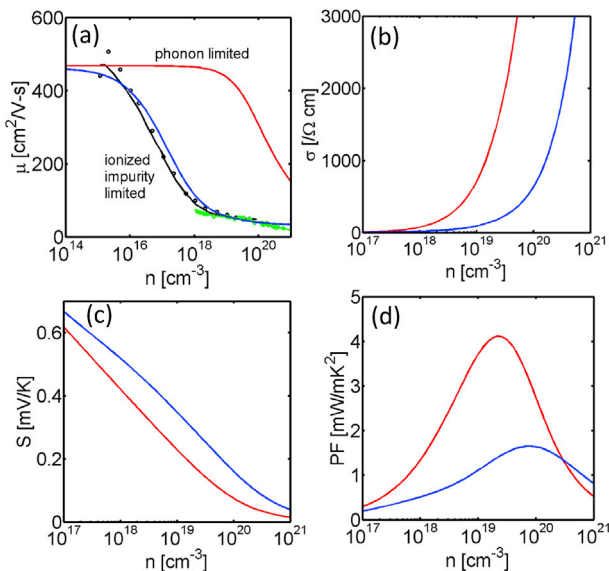 (a)
phonon limited
ionized
impurity
limited
μ [cm²/V-s]
600
400
200
0
10¹⁴ 10¹⁶ 10¹⁸ 10²⁰
n [cm⁻³]
(b)
σ [/Ω cm]
3000
2000
1000
0
10¹⁷ 10¹⁸ 10¹⁹ 10²⁰ 10²¹
n [cm⁻³]
(c)
S [mV/K]
0.6
0.4
0.2
0
10¹⁷ 10¹⁸ 10¹⁹ 10²⁰ 10²¹
n [cm⁻³]
(d)
PF [mW/mK²]
5
4
3
2
1
0
10¹⁷ 10¹⁸ 10¹⁹ 10²⁰ 10²¹
n [cm⁻³]